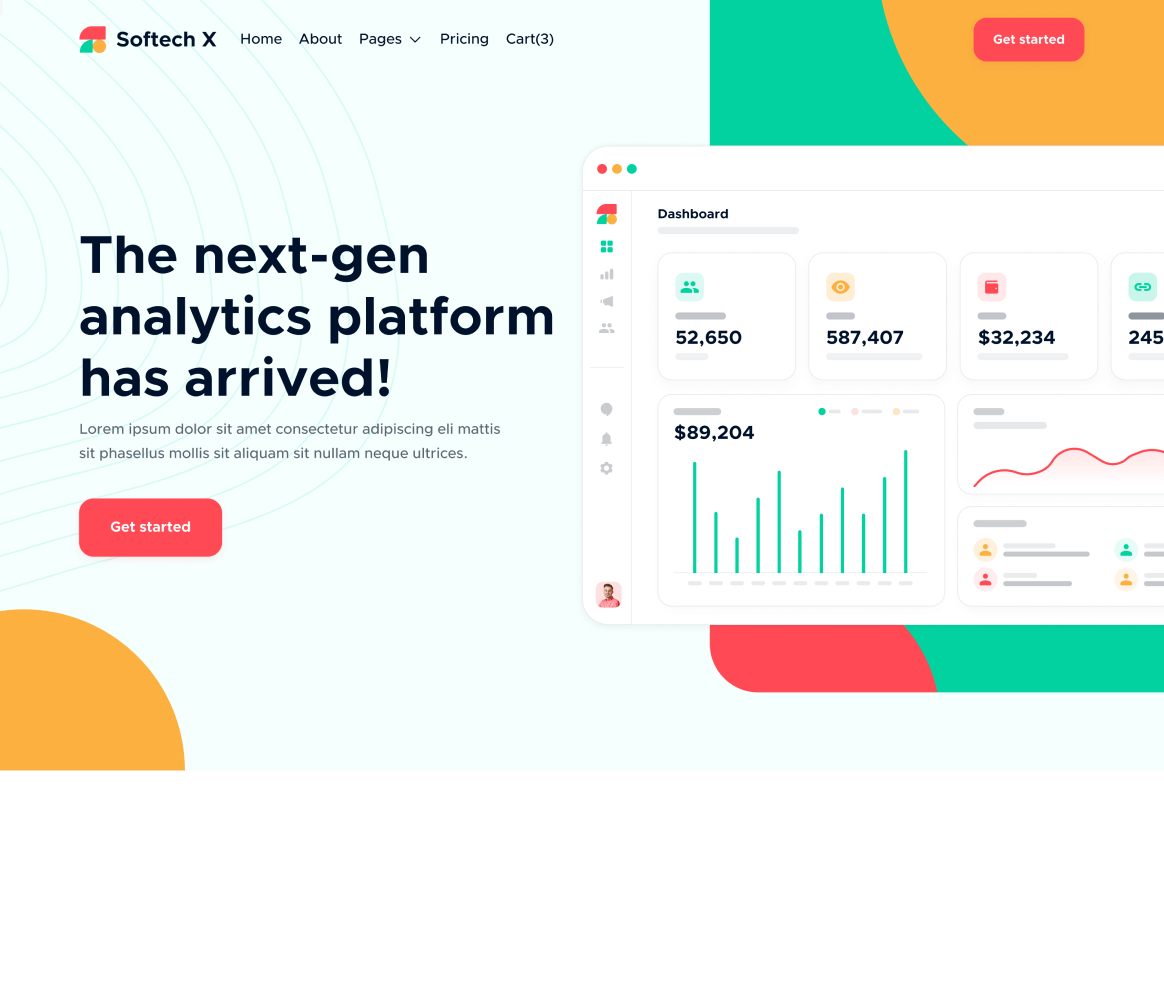 Softech X
Home
About
Pages
Pricing
Cart(3)
Get started
The next-gen
analytics platform
has arrived!
Lorem ipsum dolor sit amet consectetur adipiscing eli mattis
sit phasellus mollis sit aliquam sit nullam neque ultrices.
Get started
Dashboard
52,650
587,407
$32,234
245
$89,204